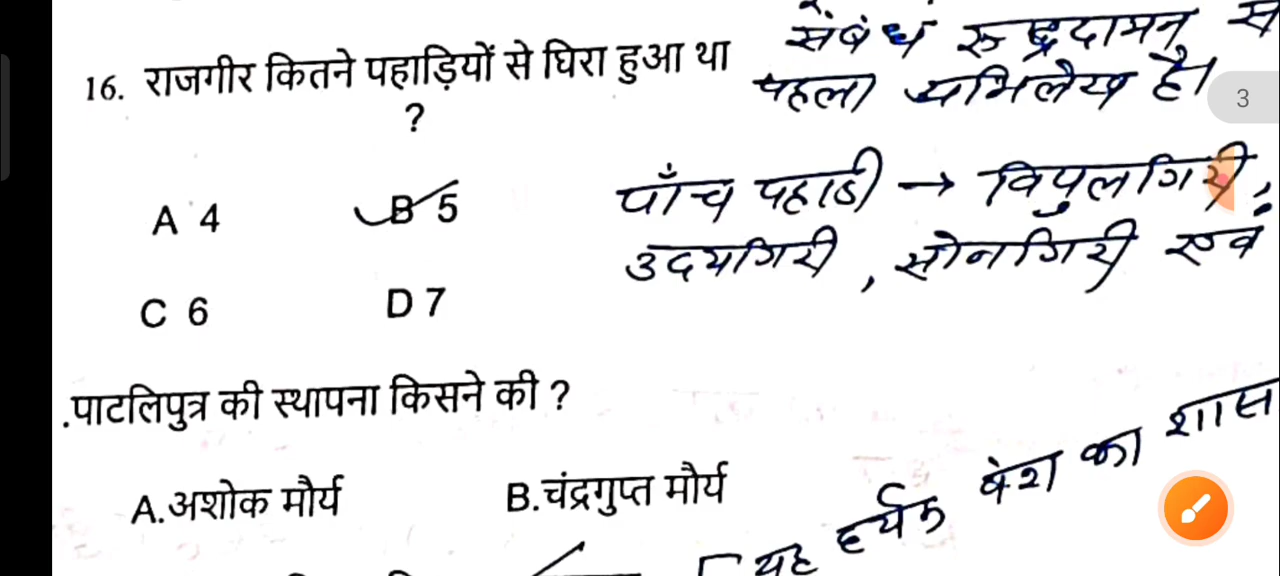 संबंध रुद्रदामन स
पहला अभिलेख है।
16. राजगीर कितने पहाड़ियों से घिरा हुआ था
?
3
A 4
B 5
पाँच पहाडी → विपुलगिरी,
उदयगिरी, सोनगिरी एवं
C 6
D 7
.पाटलिपुत्र की स्थापना किसने की ?
A.अशोक मौर्य
B.चंद्रगुप्त मौर्य
यह हर्यक वंश का शास